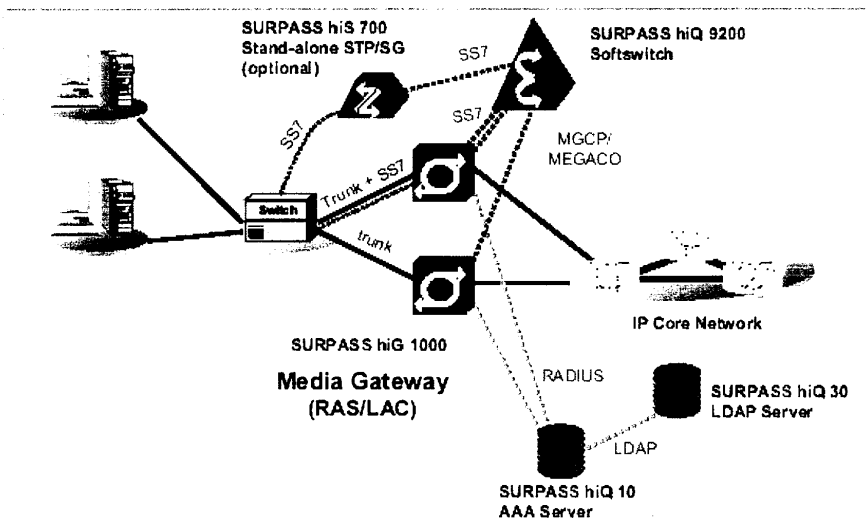 SURPASS hiS 700
Stand-alone STP/SG
(optional)
SURPASS hiQ 9200
Softswitch
SS7
SS7
SS7
MGCP/
MEGACO
Trunk + SS7
Switch
trunk
IP Core Network
SURPASS hiG 1000
Media Gateway
(RAS/LAC)
RADIUS
SURPASS hiQ 30
LDAP Server
LDAP
SURPASS hiQ 10
AAA Server